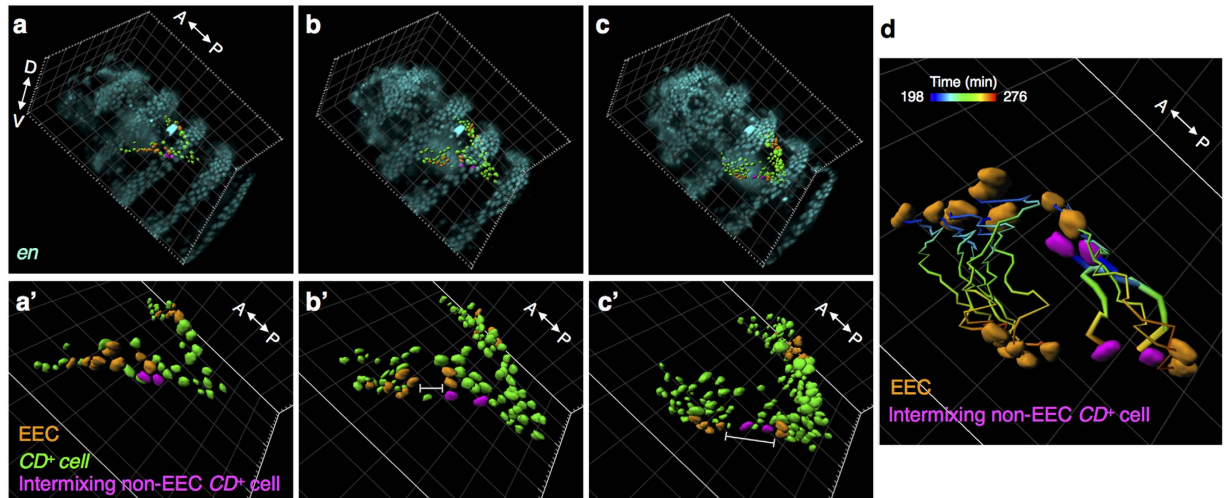 a
A
P
D
V
en
b
c
a'
A
P
EEC
CD+ cell
Intermixing non-EEC CD+ cell
b'
A
P
c'
A
P
d
Time (min)
198
276
A
P
EEC
Intermixing non-EEC CD+ cell